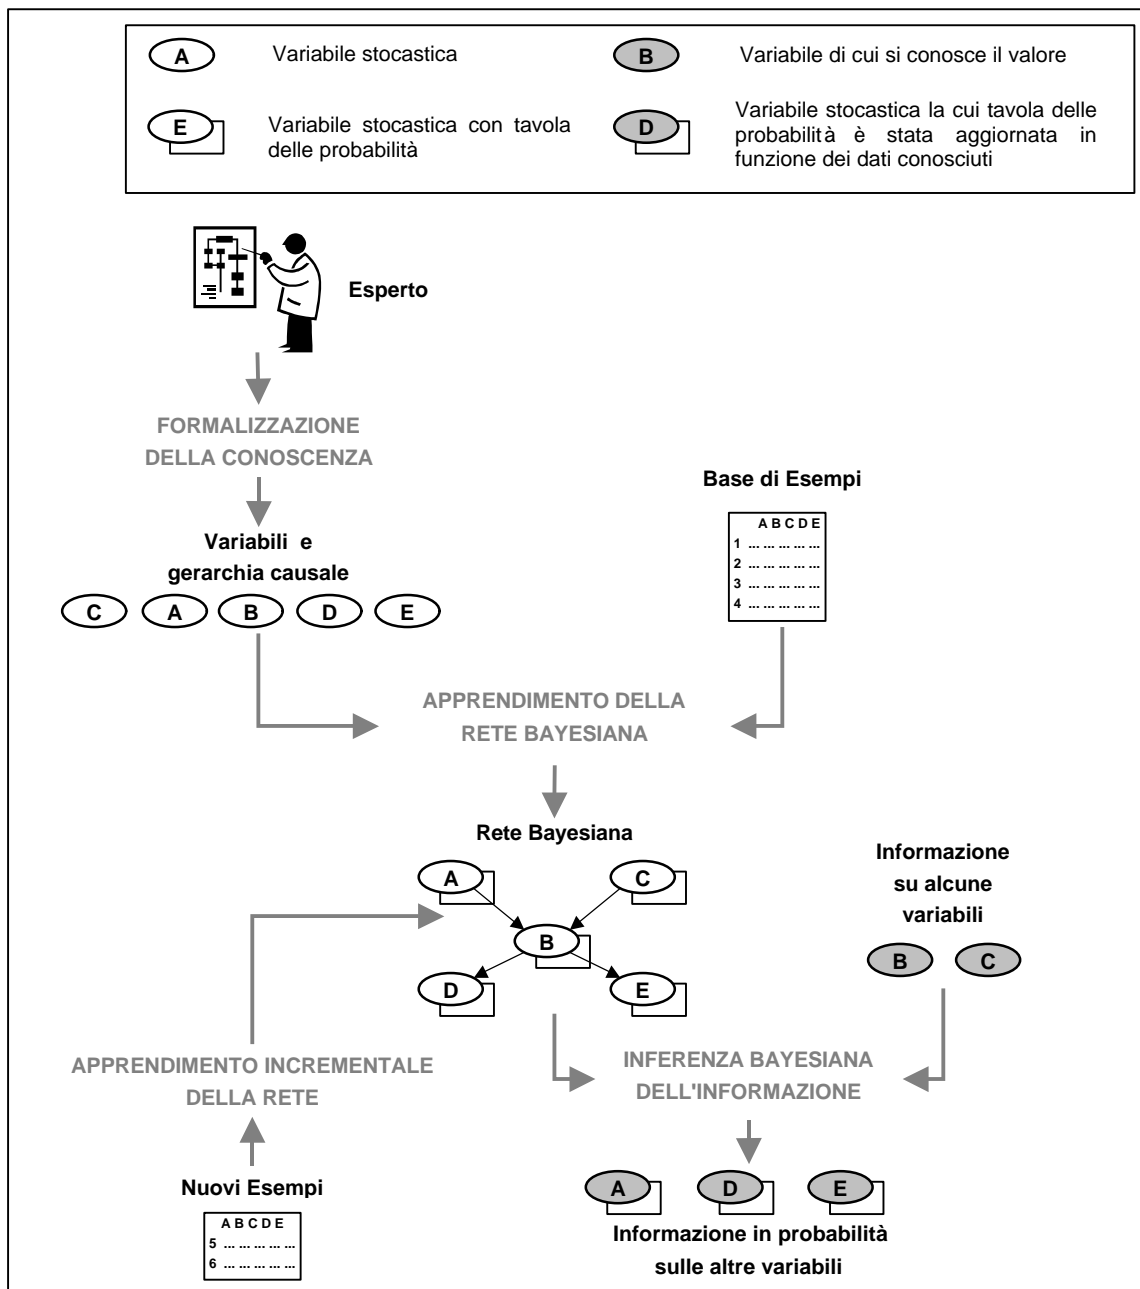 A Variabile stocastica
B Variabile di cui si conosce il valore
E Variabile stocastica con tavola
delle probabilità
D Variabile stocastica la cui tavola delle
probabilità è stata aggiornata in
funzione dei dati conosciuti
Esperto
FORMALIZZAZIONE
DELLA CONOSCENZA
Variabili e
gerarchia causale
C A B D E
Base di Esempi
A B C D E
1 ... ... ... ... ...
2 ... ... ... ... ...
3 ... ... ... ... ...
4 ... ... ... ... ...
APPRENDIMENTO DELLA
RETE BAYESIANA
Rete Bayesiana
A C
B
D E
Informazione
su alcune
variabili
B C
APPRENDIMENTO INCREMENTALE
DELLA RETE
INFERENZA BAYESIANA
DELL'INFORMAZIONE
Nuovi Esempi
A B C D E
5 ... ... ... ... ...
6 ... ... ... ... ...
A D E
Informazione in probabilità
sulle altre variabili